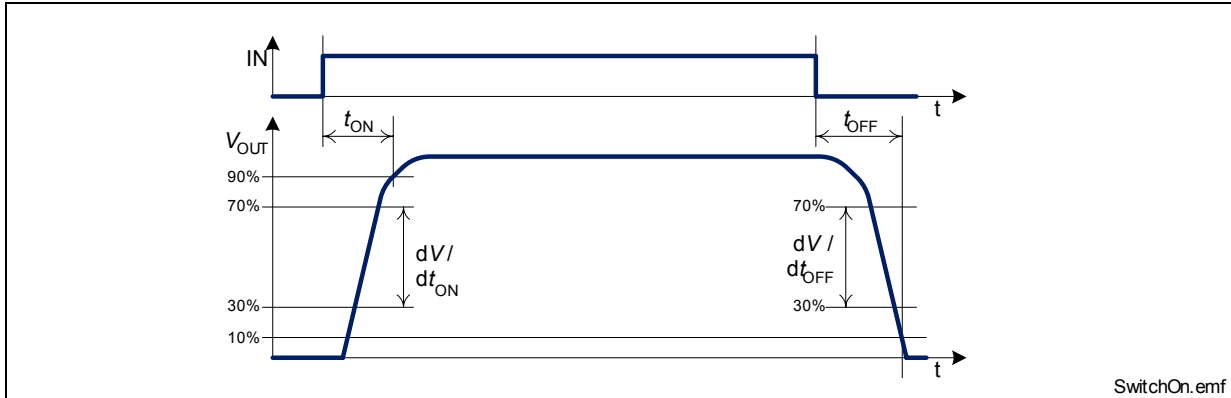 IN
t
tON
tOFF
VOUT
90%
70%
70%
dV /
dtON
dV /
dtOFF
30%
30%
10%
t
SwitchOn.emf